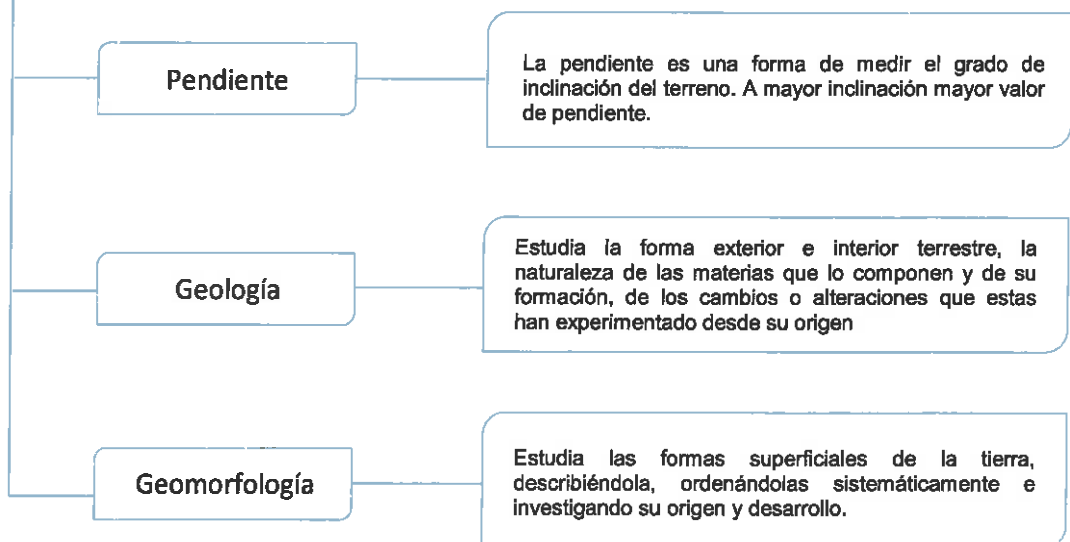 Pendiente
La pendiente es una forma de medir el grado de
inclinación del terreno. A mayor inclinación mayor valor
de pendiente.
Geología
Estudia la forma exterior e interior terrestre, la
naturaleza de las materias que lo componen y de su
formación, de los cambios o alteraciones que estas
han experimentado desde su origen
Geomorfología
Estudia las formas superficiales de la tierra,
describiéndola, ordenándolas sistemáticamente e
investigando su origen y desarrollo.